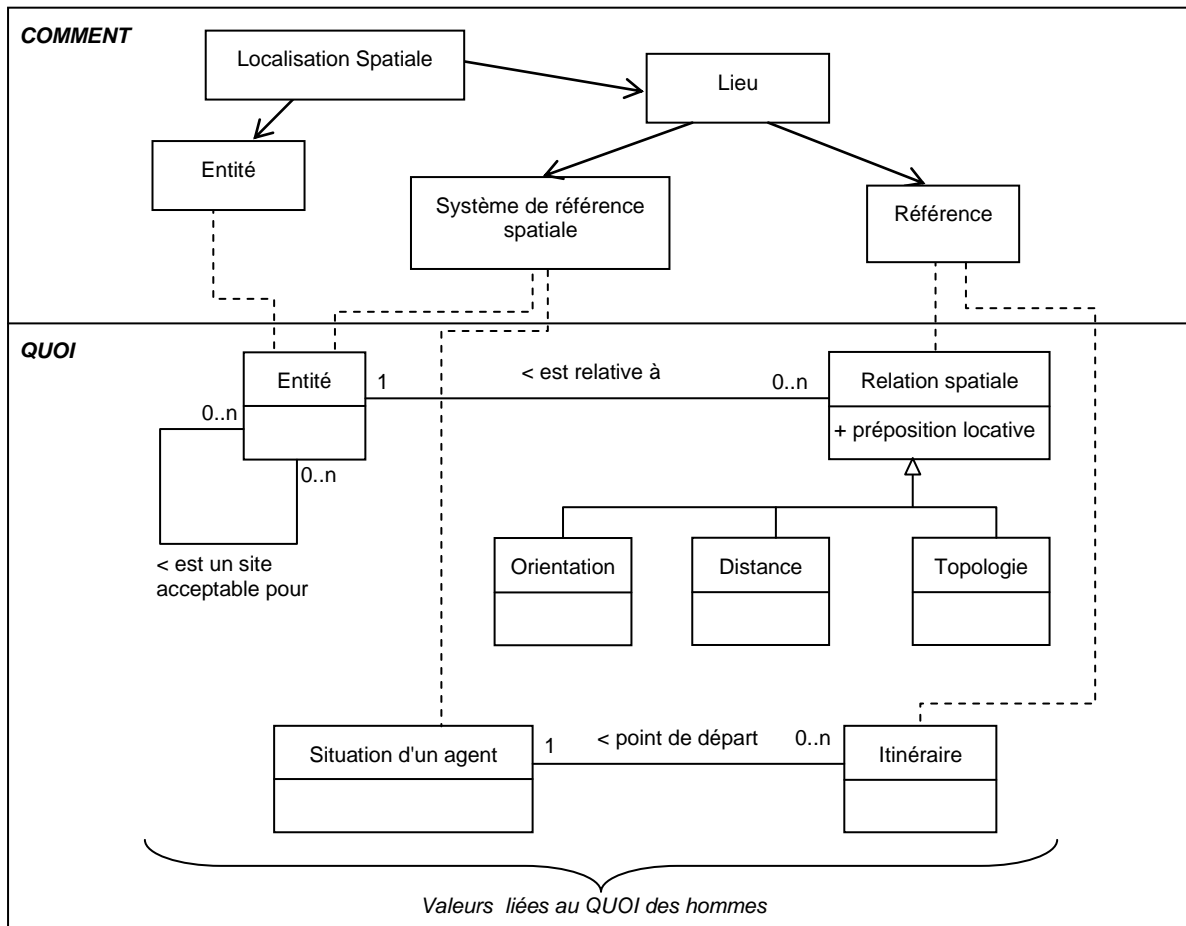 COMMENT
Localisation Spatiale
Lieu
Entité
Système de référence
spatiale
Référence
QUOI
Entité
1
< est relative à
0..n
Relation spatiale
+ préposition locative
0..n
0..n
< est un site
acceptable pour
Orientation
Distance
Topologie
Situation d'un agent
1
< point de départ
0..n
Itinéraire
Valeurs liées au QUOI des hommes